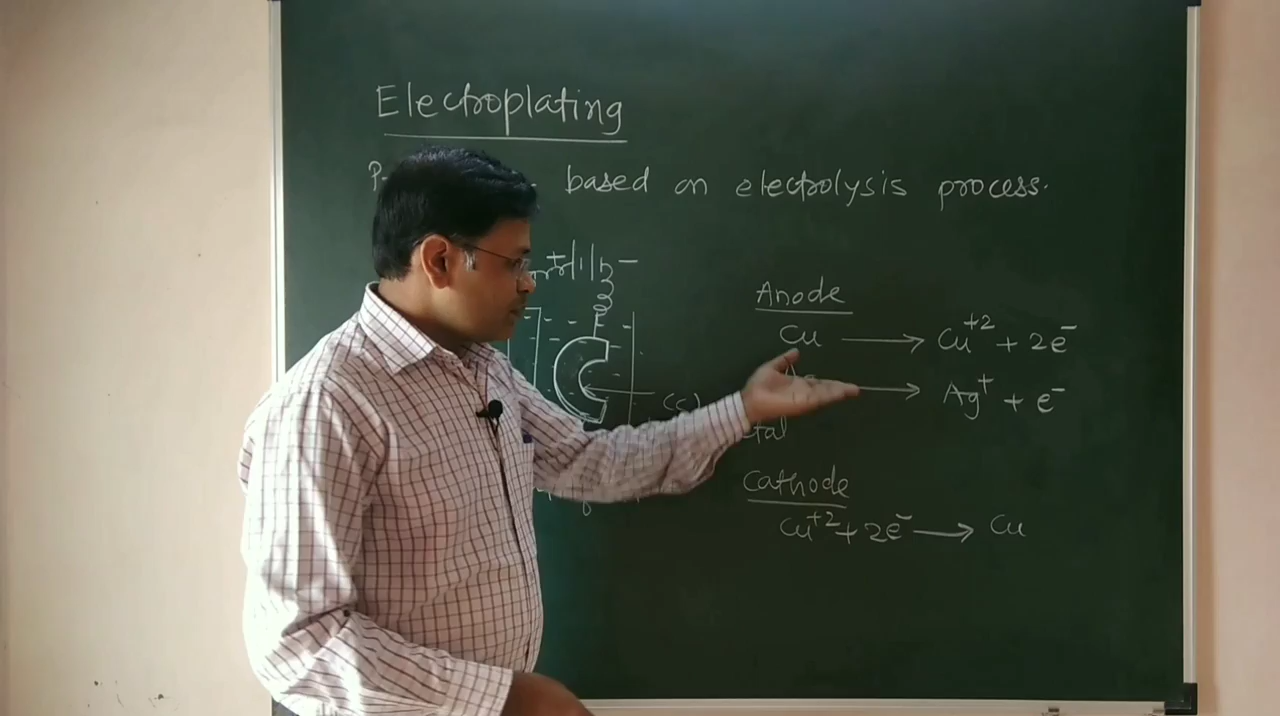 Electroplating
based on electrolysis process.
+ −
Anode
Cu ⟶ Cu⁺² + 2e⁻
⟶ Ag⁺ + e⁻
(C)
Cathode
Cu⁺² + 2e⁻ ⟶ Cu